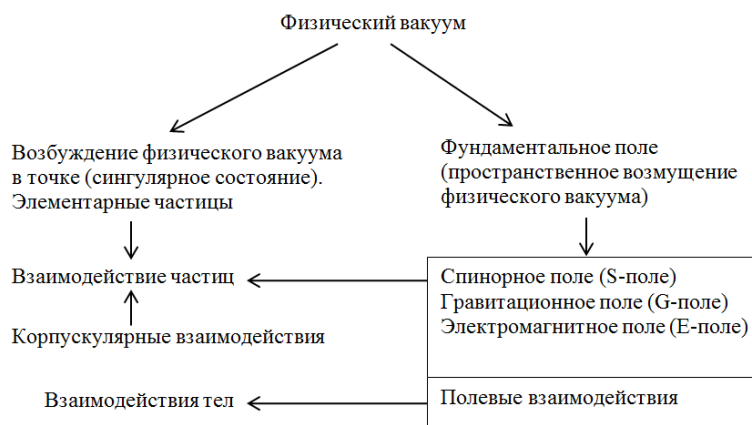 Физический вакуум
Возбуждение физического вакуума
в точке (сингулярное состояние).
Элементарные частицы
Фундаментальное поле
(пространственное возмущение
физического вакуума)
Взаимодействие частиц
Спинорное поле (S-поле)
Гравитационное поле (G-поле)
Электромагнитное поле (E-поле)
Корпускулярные взаимодействия
Взаимодействия тел
Полевые взаимодействия